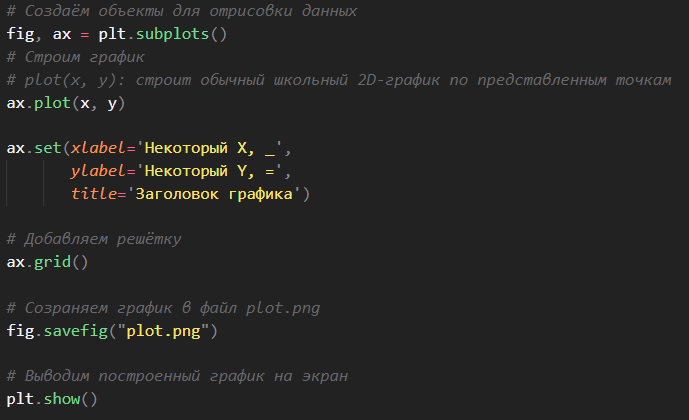 # Создаём объекты для отрисовки данных
fig, ax = plt.subplots()
# Строим график
# plot(x, y): строит обычный школьный 2D-график по представленным точкам
ax.plot(x, y)
ax.set(xlabel='Некоторый X, _',
ylabel='Некоторый Y, =',
title='Заголовок графика')
# Добавляем решётку
ax.grid()
# Созраняем график в файл plot.png
fig.savefig("plot.png")
# Выводим построенный график на экран
plt.show()